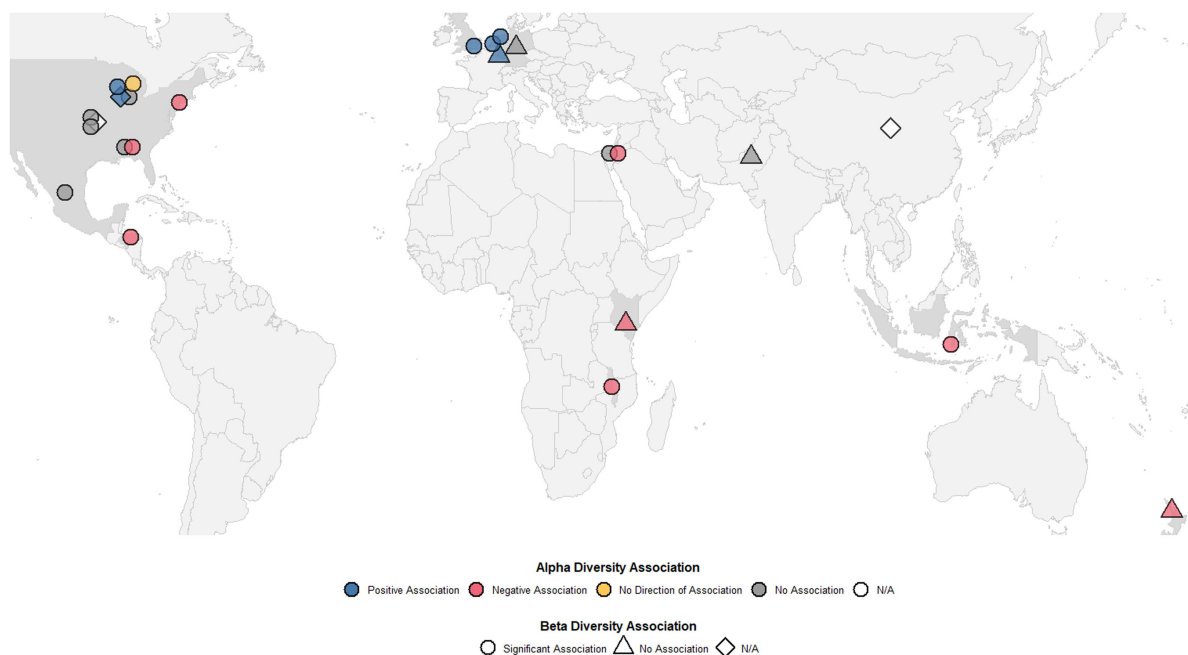 Alpha Diversity Association
Positive Association Negative Association No Direction of Association No Association N/A
Beta Diversity Association
Significant Association No Association N/A